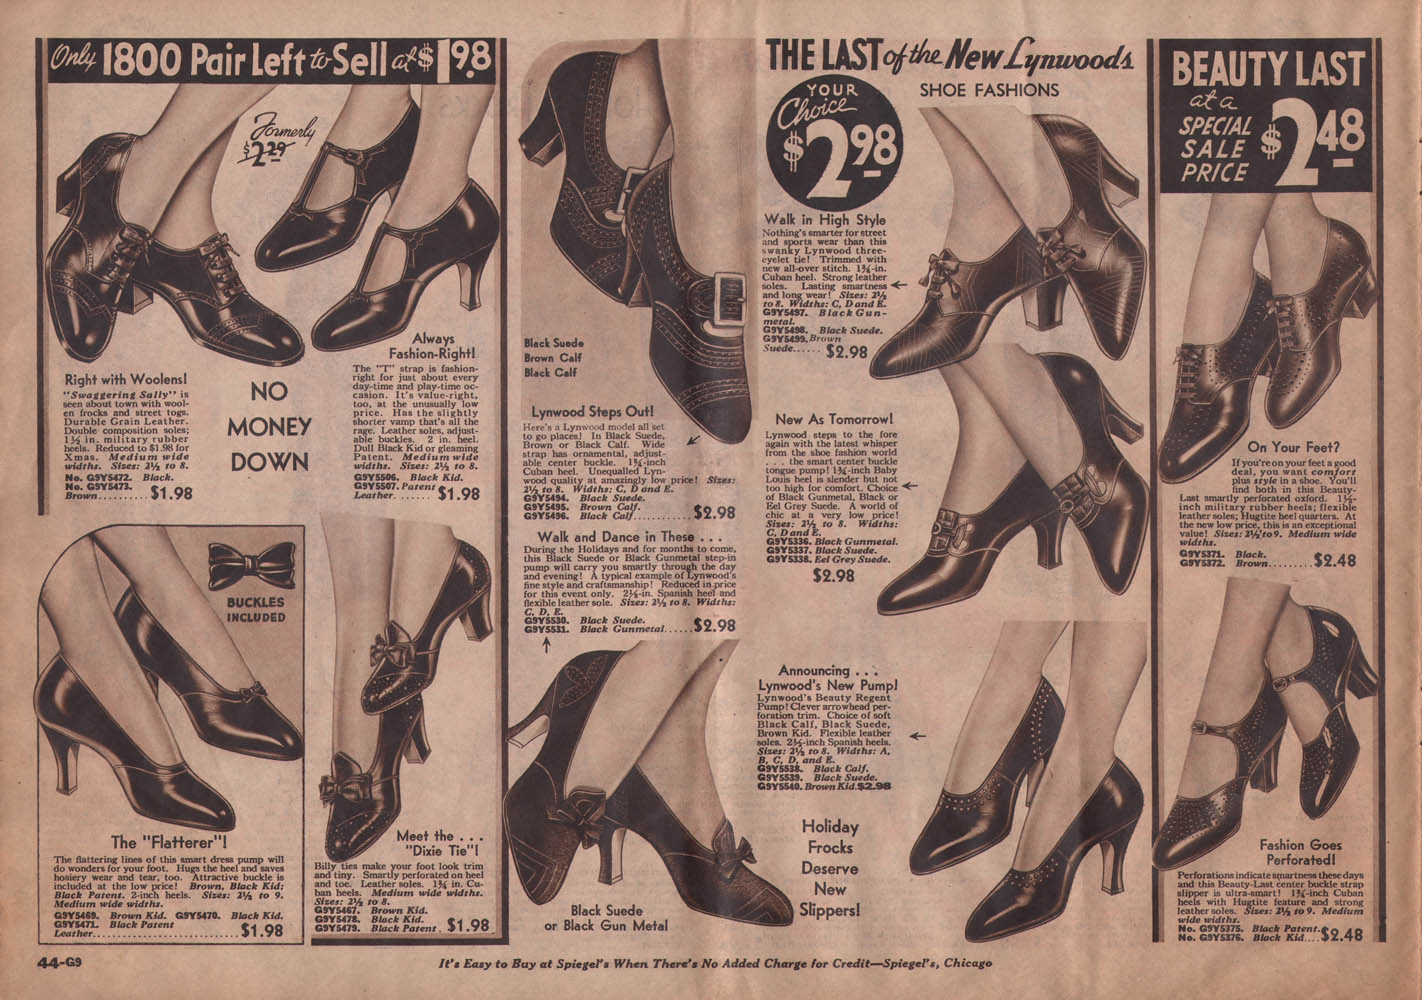 Only 1800 Pair Left to Sell at $1.98
Formerly
$2.29
Right with Woolens!
"Swaggering Sally" is
seen about town with wool-
en frocks and street togs.
Durable Grain Leather.
Double composition soles;
1½ in. military rubber
heels. Reduced to $1.98 for
Xmas. Medium wide
widths. Sizes: 2½ to 8.
No. G9Y5472. Black.
No. G9Y5473.
Brown.......... $1.98
NO
MONEY
DOWN
Always
Fashion-Right!
The "T" strap is fashion-
right for just about every
day-time and play-time oc-
casion. It's value-right,
too, at the unusually low
price. Has the slightly
shorter vamp that's all the
rage. Leather soles, adjust-
able buckles. 2 in. heel.
Dull Black Kid or gleaming
Patent. Medium wide
widths. Sizes: 2½ to 8.
G9Y5506. Black Kid.
G9Y5507. Patent
Leather........ $1.98
BUCKLES
INCLUDED
The "Flatterer"!
The flattering lines of this smart dress pump will
do wonders for your foot. Hugs the heel and saves
hosiery wear and tear, too. Attractive buckle is
included at the low price! Brown, Black Kid;
Black Patent. 2-inch heels. Sizes: 2½ to 9.
Medium wide widths.
G9Y5469. Brown Kid. G9Y5470. Black Kid.
G9Y5471. Black Patent
Leather.............................. $1.98
Meet the . . .
"Dixie Tie"!
Billy ties make your foot look trim
and tiny. Smartly perforated on heel
and toe. Leather soles. 1¾ in. Cu-
ban heels. Medium wide widths.
Sizes: 2½ to 8.
G9Y5467. Brown Kid.
G9Y5478. Black Kid.
G9Y5479. Black Patent. $1.98
Black Suede
Brown Calf
Black Calf
Lynwood Steps Out!
Here's a Lynwood model all set
to go places! In Black Suede,
Brown or Black Calf. Wide
strap has ornamental, adjust-
able center buckle. 1¾-inch
Cuban heel. Unequalled Lyn-
wood quality at amazingly low price! Sizes:
2½ to 8. Widths: C, D and E.
G9Y5494. Black Suede.
G9Y5495. Brown Calf.
G9Y5496. Black Calf............ $2.98
Walk and Dance in These . . .
During the Holidays and for months to come,
this Black Suede or Black Gunmetal step-in
pump will carry you smartly through the day
and evening! A typical example of Lynwood's
fine style and craftsmanship! Reduced in price
for this event only. 2⅛-in. Spanish heel and
flexible leather sole. Sizes: 2½ to 8. Widths:
C, D, E.
G9Y5530. Black Suede.
G9Y5531. Black Gunmetal...... $2.98
Black Suede
or Black Gun Metal
THE LAST of the New Lynwoods
SHOE FASHIONS
YOUR
Choice
$2.98
Walk in High Style
Nothing's smarter for street
and sports wear than this
swanky Lynwood three-
eyelet tie! Trimmed with
new all-over stitch. 1¾-in.
Cuban heel. Strong leather
soles. Lasting smartness
and long wear! Sizes: 2½
to 8. Widths: C, D and E.
G9Y5497. Black Gun-
metal.
G9Y5498. Black Suede.
G9Y5499. Brown
Suede...... $2.98
New As Tomorrow!
Lynwood steps to the fore
again with the latest whisper
from the shoe fashion world
. . . the smart center buckle
tongue pump! 1¾-inch Baby
Louis heel is slender but not
too high for comfort. Choice
of Black Gunmetal, Black or
Eel Grey Suede. A world of
chic at a very low price!
Sizes: 2½ to 8. Widths:
C, D and E.
G9Y5336. Black Gunmetal.
G9Y5337. Black Suede.
G9Y5338. Eel Grey Suede.
$2.98
Announcing . . .
Lynwood's New Pump!
Lynwood's Beauty Regent
Pump! Clever arrowhead per-
foration trim. Choice of soft
Black Calf, Black Suede,
Brown Kid. Flexible leather
soles. 2⅛-inch Spanish heels.
Sizes: 2½ to 8. Widths: A,
B, C, D, and E.
G9Y5538. Black Calf.
G9Y5539. Black Suede.
G9Y5540. Brown Kid. $2.98
Holiday
Frocks
Deserve
New
Slippers!
BEAUTY LAST
at a
SPECIAL
SALE
PRICE
$2.48
On Your Feet?
If you're on your feet a good
deal, you want comfort
plus style in a shoe. You'll
find both in this Beauty-
Last smartly perforated oxford. 1½-
inch military rubber heels; flexible
leather soles; Hugtite heel quarters. At
the new low price, this is an exceptional
value! Sizes: 2½ to 9. Medium wide
widths.
G9Y5371. Black.
G9Y5372. Brown......... $2.48
Fashion Goes
Perforated!
Perforations indicate smartness these days
and this Beauty-Last center buckle strap
slipper is ultra-smart! 1¾-inch Cuban
heels with Hugtite feature and strong
leather soles. Sizes: 2½ to 9. Medium
wide widths.
No. G9Y5375. Black Patent.
No. G9Y5376. Black Kid.... $2.48
44-G9
It's Easy to Buy at Spiegel's When There's No Added Charge for Credit—Spiegel's, Chicago